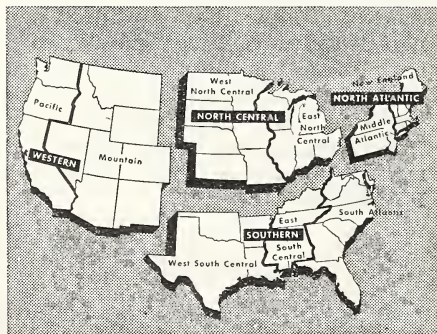 West
North Central
New England
NORTH ATLANTIC
Pacific
NORTH CENTRAL
East
North
Central
Middle
Atlantic
WESTERN
Mountain
East
South Atlantic
SOUTHERN
South
Central
West South Central